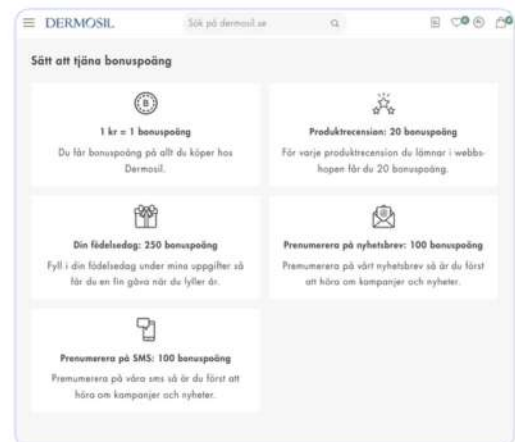 DERMOSIL
Sök på dermosil.se
Sätt att tjäna bonuspoäng
1 kr = 1 bonuspoäng
Du får bonuspoäng på allt du köper hos
Dermosil.
Produktrecension: 20 bonuspoäng
För varje produktrecension du lämnar i webbs-
hopen får du 20 bonuspoäng.
Din födelsedag: 250 bonuspoäng
Fyll i din födelsedag under mina uppgifter så
får du en fin gåva när du fyller år.
Prenumerera på nyhetsbrev: 100 bonuspoäng
Premumerera på vårt nyhetsbrev så är du först
att höra om kampanjer och nyheter.
Prenumerera på SMS: 100 bonuspoäng
Premumerera på våra sms så är du först att
höra om kampanjer och nyheter.